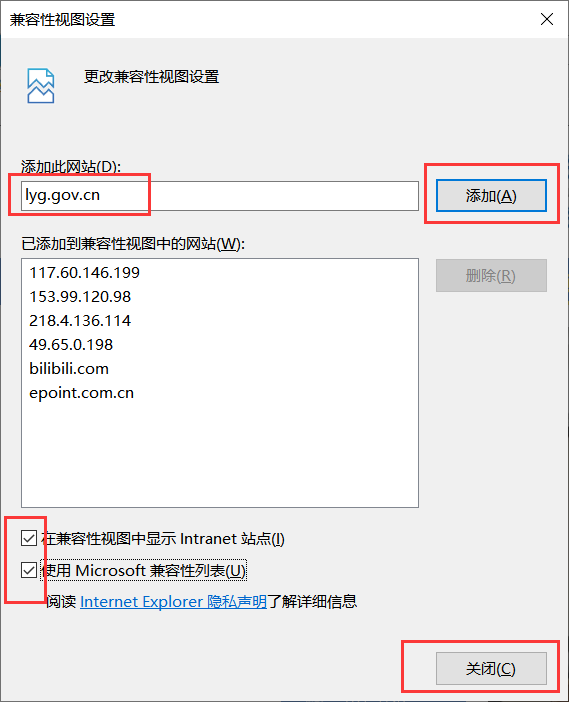 兼容性视图设置
更改兼容性视图设置
添加此网站(D):
lyg.gov.cn
添加(A)
已添加到兼容性视图中的网站(W):
117.60.146.199
删除(R)
153.99.120.98
218.4.136.114
49.65.0.198
bilibili.com
epoint.com.cn
在兼容性视图中显示 Intranet 站点(I)
使用 Microsoft 兼容性列表(U)
阅读 Internet Explorer 隐私声明了解详细信息
关闭(C)